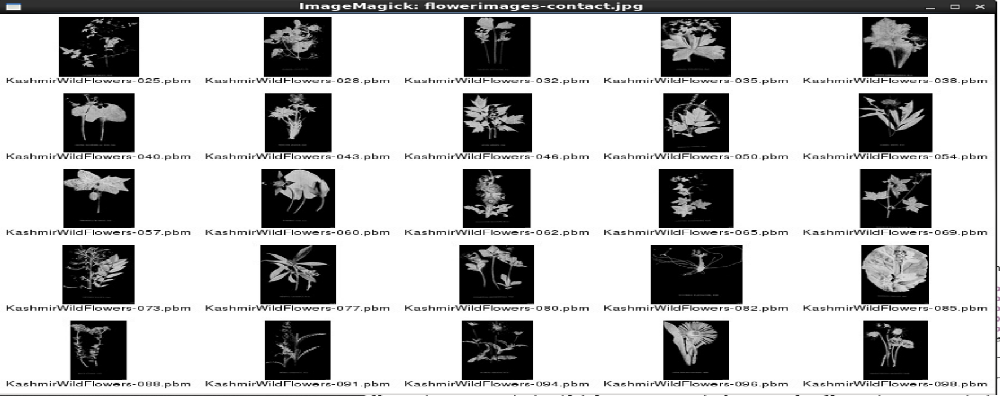 ImageMagick: flowerimages-contact.jpg
KashmirWildFlowers-025.pbm KashmirWildFlowers-028.pbm KashmirWildFlowers-032.pbm KashmirWildFlowers-035.pbm KashmirWildFlowers-038.pbm
KashmirWildFlowers-040.pbm KashmirWildFlowers-043.pbm KashmirWildFlowers-046.pbm KashmirWildFlowers-050.pbm KashmirWildFlowers-054.pbm
KashmirWildFlowers-057.pbm KashmirWildFlowers-060.pbm KashmirWildFlowers-062.pbm KashmirWildFlowers-065.pbm KashmirWildFlowers-069.pbm
KashmirWildFlowers-073.pbm KashmirWildFlowers-077.pbm KashmirWildFlowers-080.pbm KashmirWildFlowers-082.pbm KashmirWildFlowers-085.pbm
KashmirWildFlowers-088.pbm KashmirWildFlowers-091.pbm KashmirWildFlowers-094.pbm KashmirWildFlowers-096.pbm KashmirWildFlowers-098.pbm